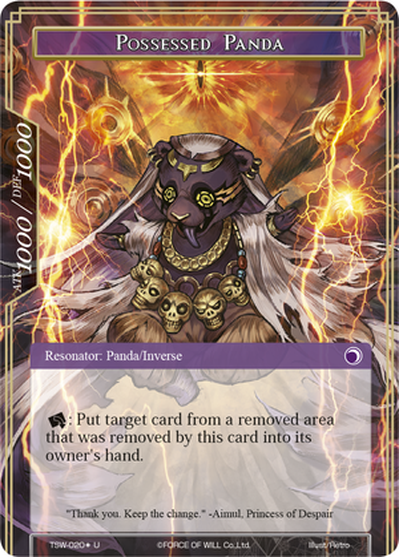 Possessed Panda
ATK 1000 / DEF 1000
Resonator: Panda/Inverse
: Put target card from a removed area
that was removed by this card into its
owner's hand.
"Thank you. Keep the change." -Aimul, Princess of Despair
TSW-020 U ©FORCE OF WILL Co.,Ltd. Illust/Retro